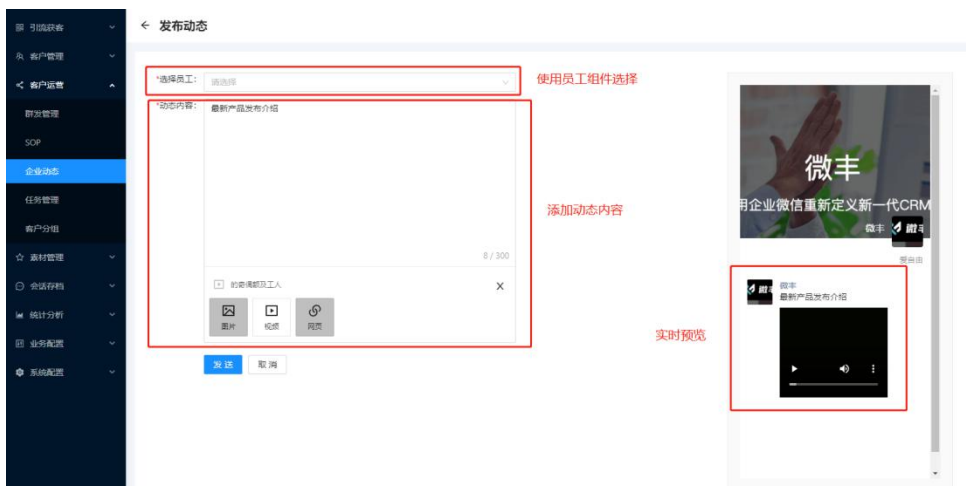 引流获客
客户管理
客户运营
群发管理
SOP
企业动态
任务管理
客户分组
素材管理
会话存档
统计分析
业务配置
系统配置
← 发布动态
*选择员工： 请选择
使用员工组件选择
*动态内容： 最新产品发布介绍
添加动态内容
8 / 300
X
图片 视频 网页
发送 取消
微丰
用企业微信重新定义新一代CRM
微丰
爱自由
微丰
最新产品发布介绍
实时预览